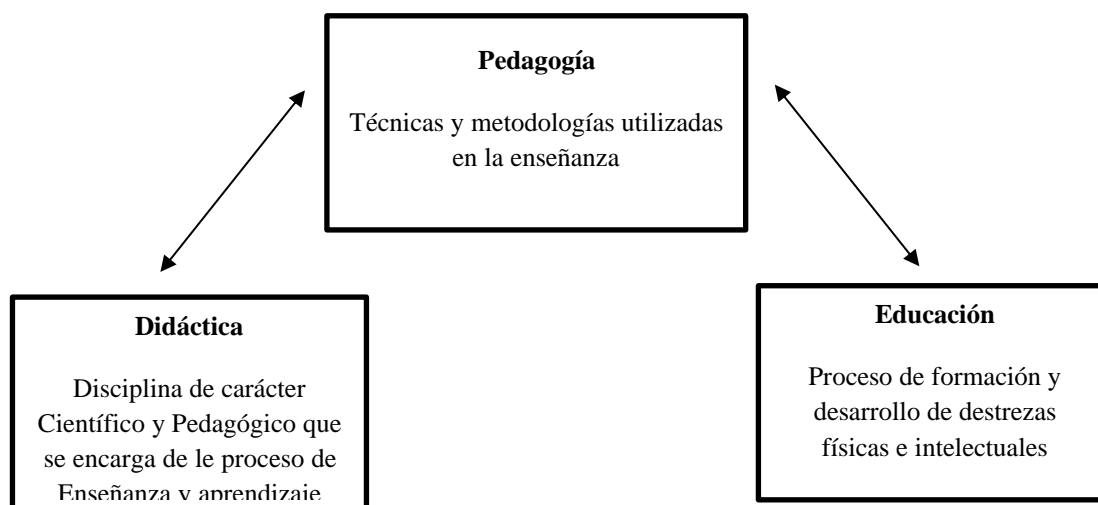 Pedagogía
Técnicas y metodologías utilizadas
en la enseñanza
Didáctica
Disciplina de carácter
Científico y Pedagógico que
se encarga de le proceso de
Enseñanza y aprendizaje
Educación
Proceso de formación y
desarrollo de destrezas
físicas e intelectuales